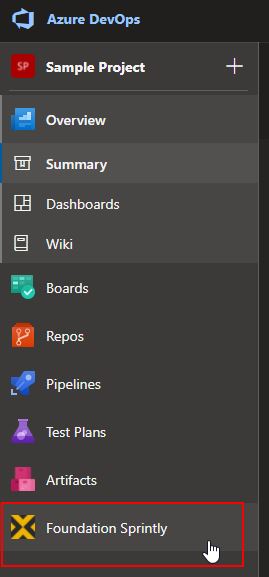 Azure DevOps
SP Sample Project
Overview
Summary
Dashboards
Wiki
Boards
Repos
Pipelines
Test Plans
Artifacts
Foundation Sprintly